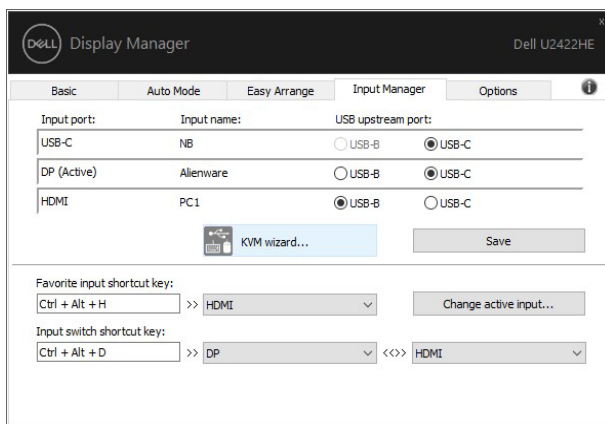 DELL Display Manager Dell U2422HE x
Basic Auto Mode Easy Arrange Input Manager Options i
Input port: Input name: USB upstream port:
USB-C NB USB-B USB-C
DP (Active) Alienware USB-B USB-C
HDMI PC1 USB-B USB-C
KVM wizard... Save
Favorite input shortcut key:
Ctrl + Alt + H >> HDMI Change active input...
Input switch shortcut key:
Ctrl + Alt + D >> DP <<>> HDMI